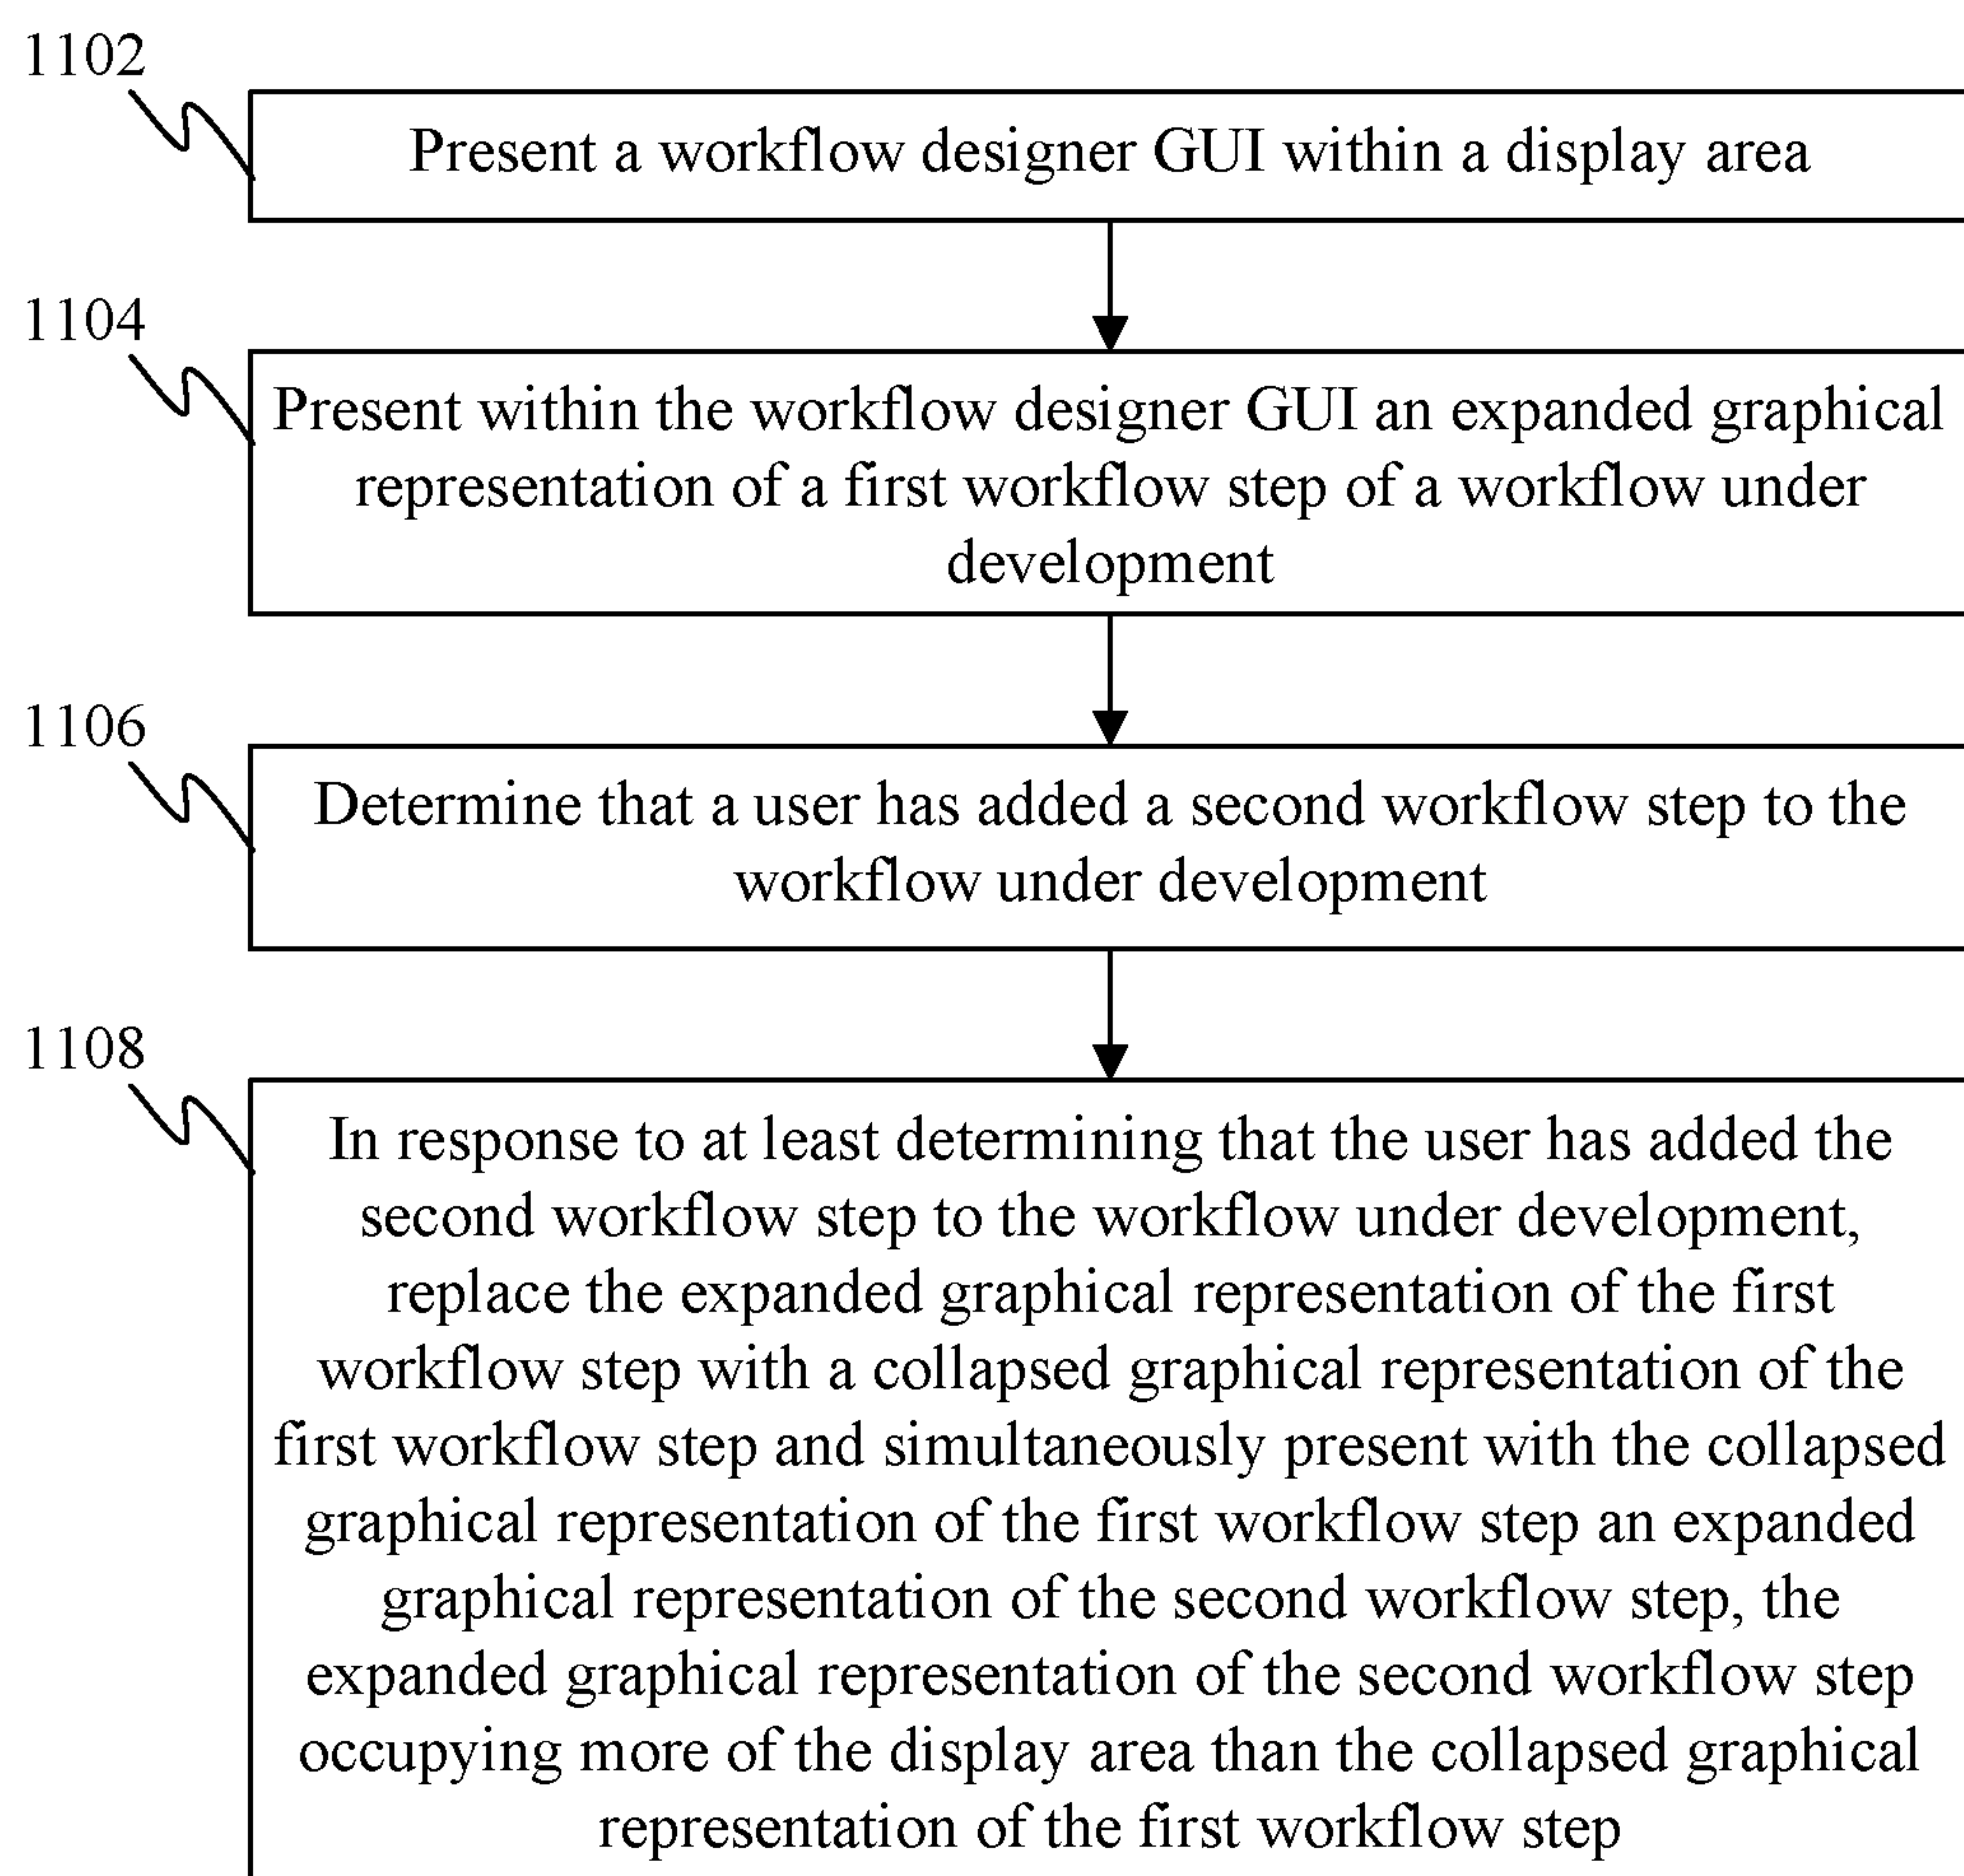 1102
Present a workflow designer GUI within a display area
1104
Present within the workflow designer GUI an expanded graphical
representation of a first workflow step of a workflow under
development
1106
Determine that a user has added a second workflow step to the
workflow under development
1108
In response to at least determining that the user has added the
second workflow step to the workflow under development,
replace the expanded graphical representation of the first
workflow step with a collapsed graphical representation of the
first workflow step and simultaneously present with the collapsed
graphical representation of the first workflow step an expanded
graphical representation of the second workflow step, the
expanded graphical representation of the second workflow step
occupying more of the display area than the collapsed graphical
representation of the first workflow step